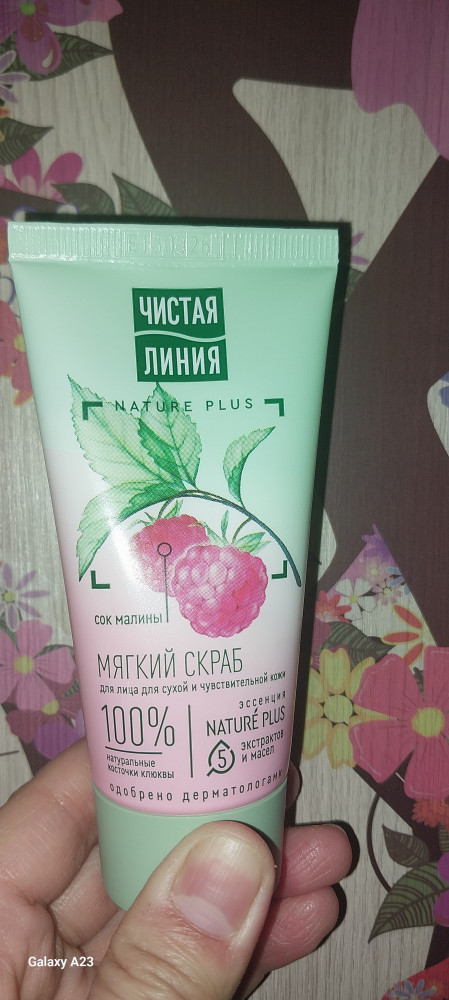 ЧИСТАЯ
ЛИНИЯ
NATURE PLUS
сок малины
МЯГКИЙ СКРАБ
для лица для сухой и чувствительной кожи
100%
натуральные
косточки клюквы
эссенция
NATURÉ PLUS
5 экстрактов
и масел
одобрено дерматологами
Galaxy A23